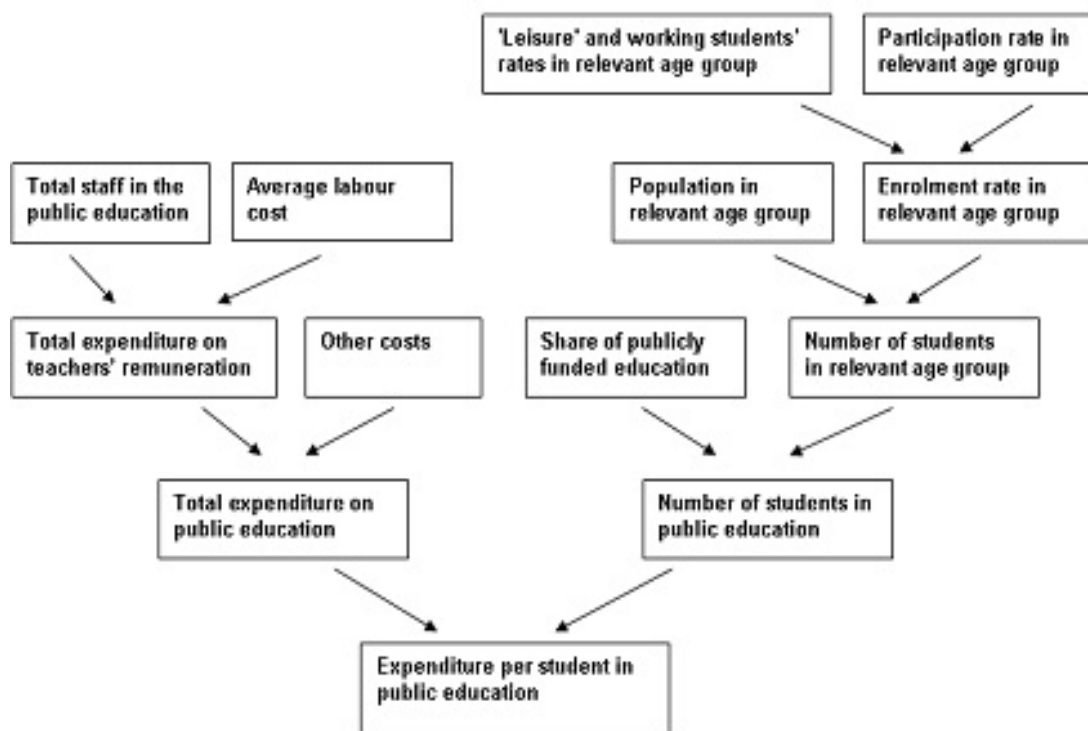 'Leisure' and working students'
rates in relevant age group
Participation rate in
relevant age group
Total staff in the
public education
Average labour
cost
Population in
relevant age group
Enrolment rate in
relevant age group
Total expenditure on
teachers' remuneration
Other costs
Share of publicly
funded education
Number of students
in relevant age group
Total expenditure on
public education
Number of students in
public education
Expenditure per student in
public education